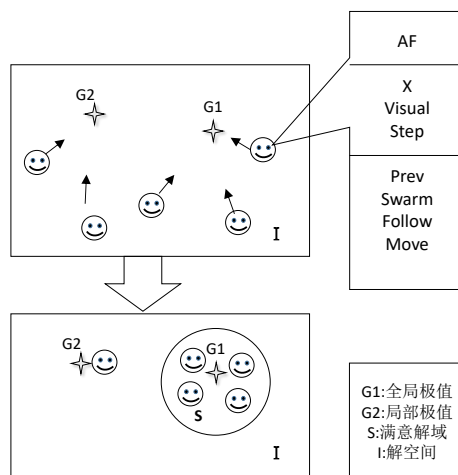 AF
X
Visual
Step
Prev
Swarm
Follow
Move
G2
G1
I
G2
G1
S
I
G1:全局极值
G2:局部极值
S:满意解域
I:解空间